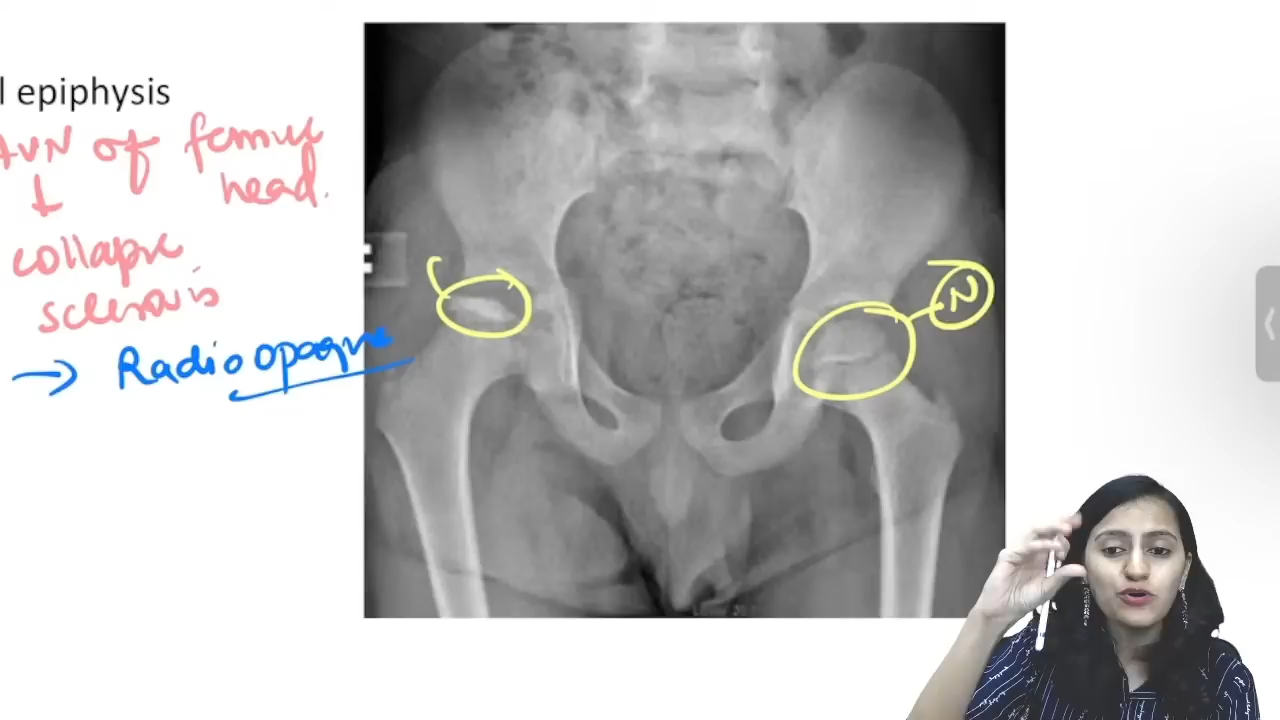 l epiphysis
AVN of femur
head.
↓
collapse
sclerosis
→ Radioopaque
N